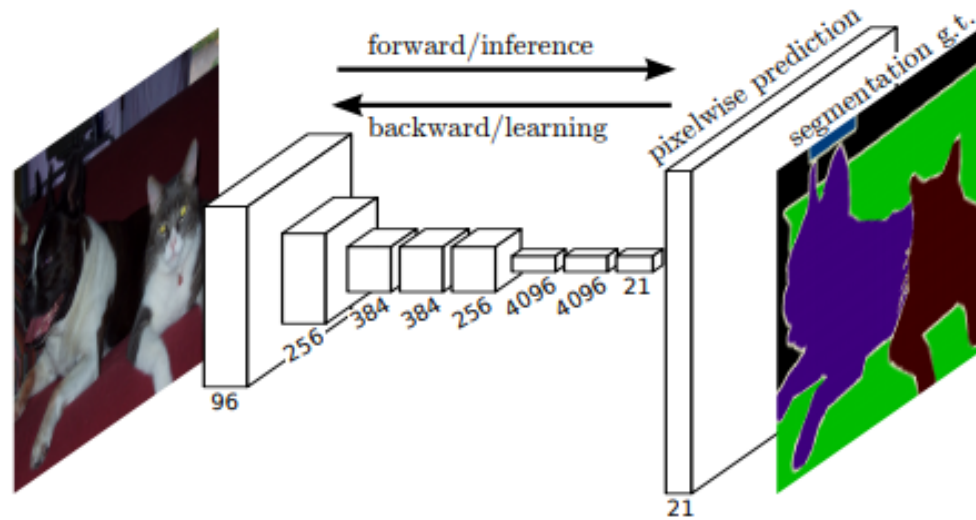 forward/inference
backward/learning
pixelwise prediction
segmentation g.t.
96
256
384
384
256
4096
4096
21
21